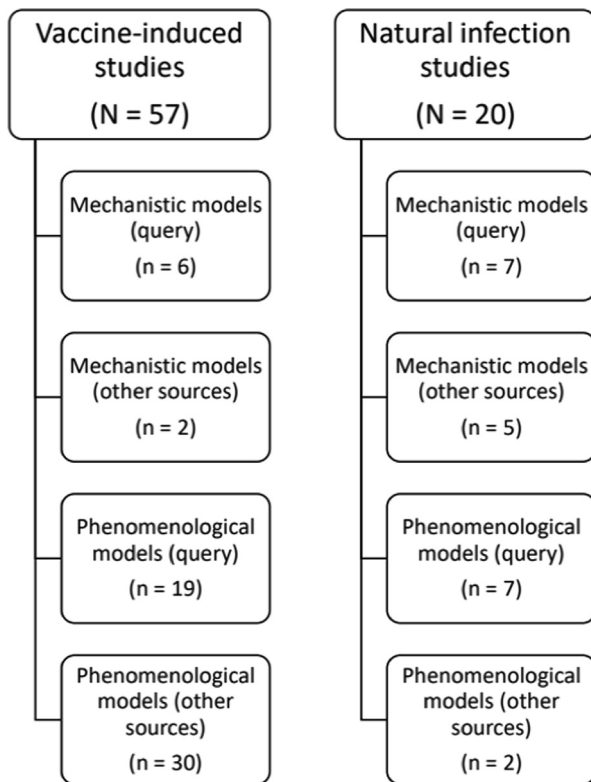 Vaccine-induced
studies
(N = 57)
Mechanistic models
(query)
(n = 6)
Mechanistic models
(other sources)
(n = 2)
Phenomenological
models (query)
(n = 19)
Phenomenological
models (other
sources)
(n = 30)
Natural infection
studies
(N = 20)
Mechanistic models
(query)
(n = 7)
Mechanistic models
(other sources)
(n = 5)
Phenomenological
models (query)
(n = 7)
Phenomenological
models (other
sources)
(n = 2)